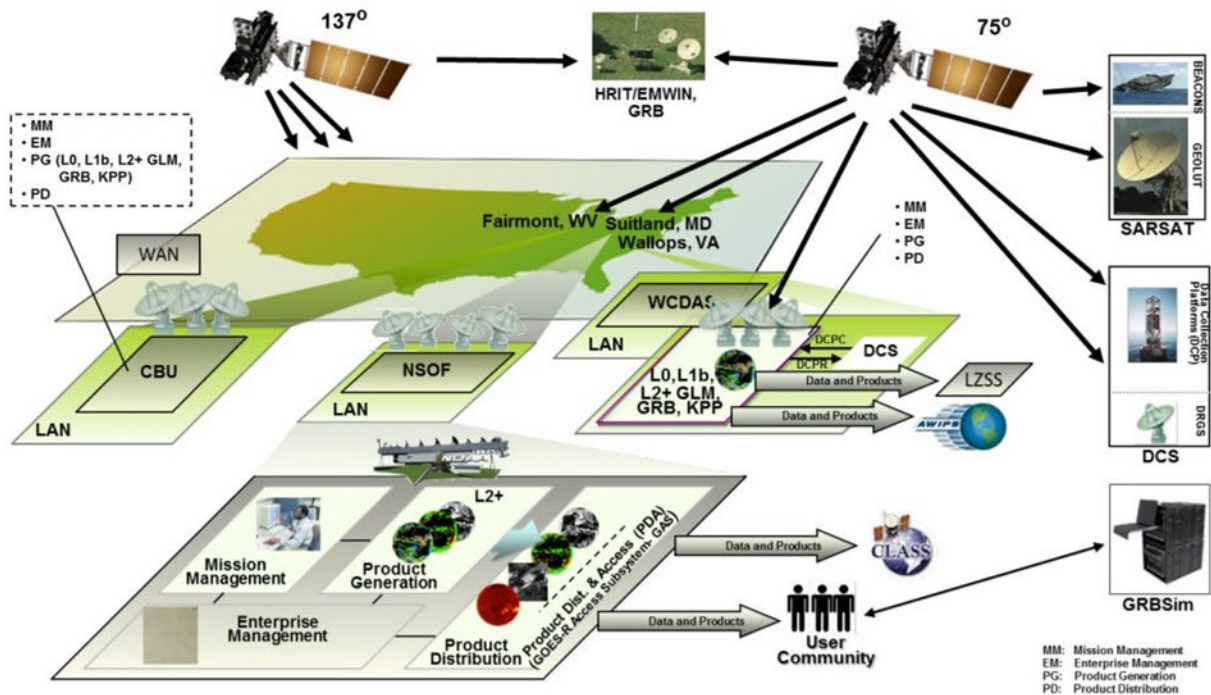 137º
75º
HRIT/EMWIN,
GRB
BEACONS
GEOLUT
SARSAT
• MM
• EM
• PG (L0, L1b, L2+ GLM,
GRB, KPP)
• PD
WAN
Fairmont, WV
Suitland, MD
Wallops, VA
• MM
• EM
• PG
• PD
Data Collection
Platforms (DCP)
DRGS
DCS
CBU
LAN
NSOF
LAN
WCDAS
LAN
L0,L1b,
L2+ GLM,
GRB, KPP
DCPC
DCPR
DCS
Data and Products
LZSS
Data and Products
AWIPS
NOAA
Mission
Management
L2+
Product
Generation
Enterprise
Management
Product
Distribution
Product Dist. & Access (PDA)
(GOES-R Access Subsystem- GAS)
Data and Products
CLASS
Data and Products
User
Community
GRBSim
MM: Mission Management
EM: Enterprise Management
PG: Product Generation
PD: Product Distribution